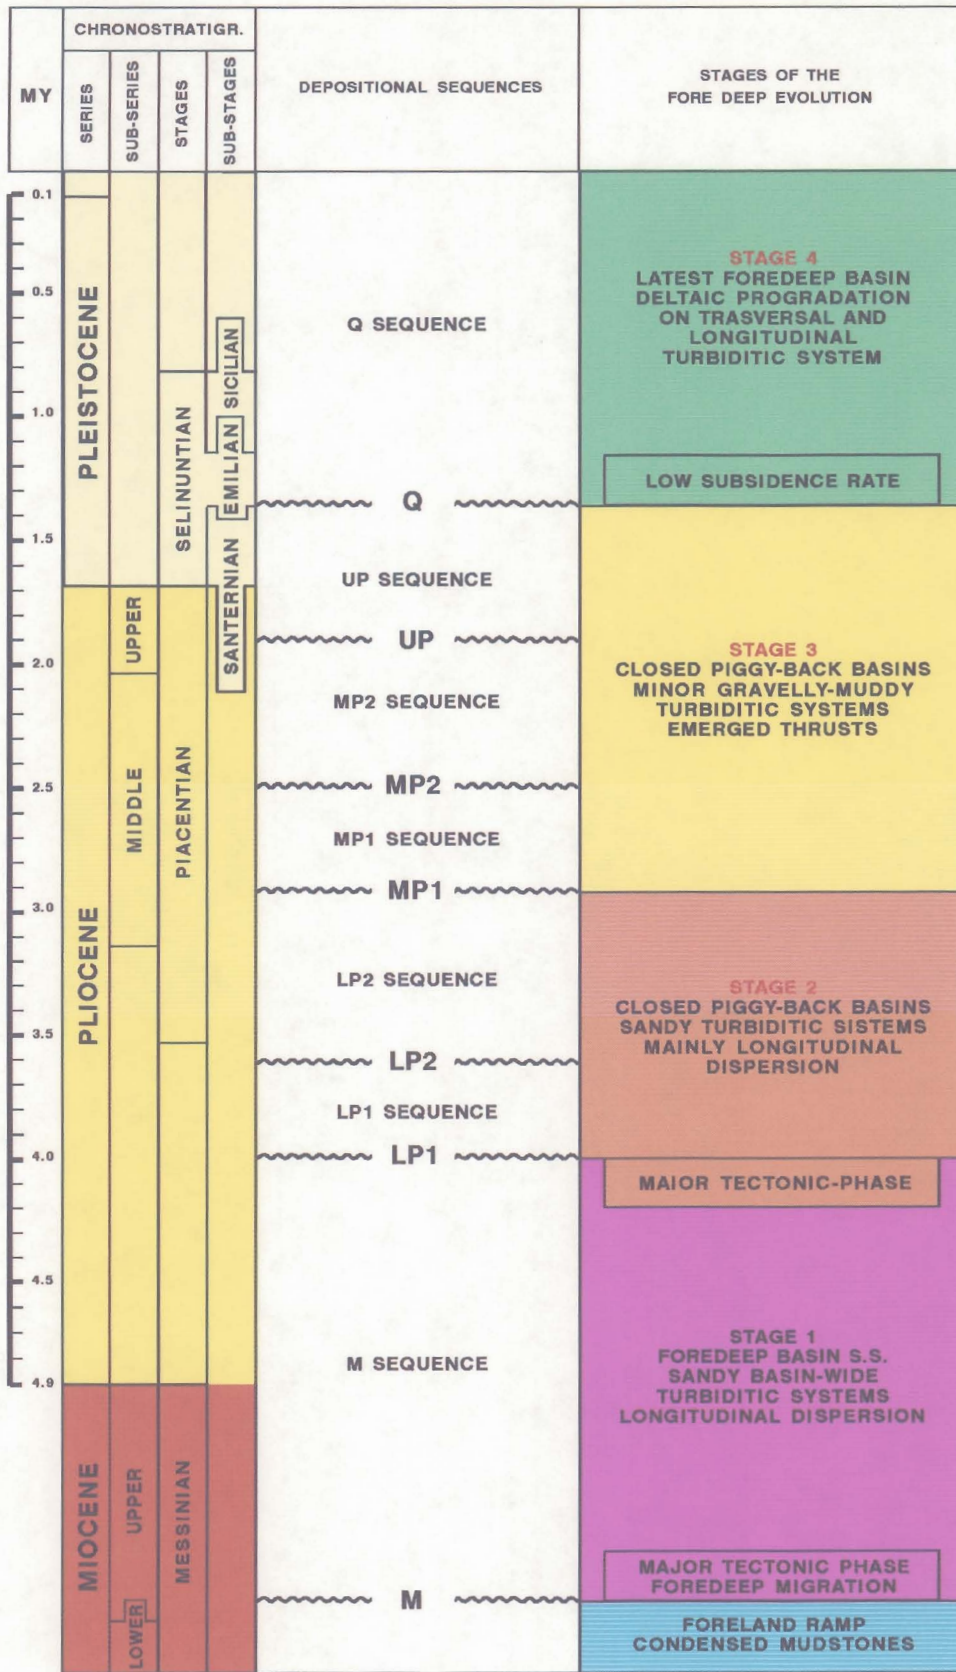 MY
CHRONOSTRATIGR.
SERIES
SUB-SERIES
STAGES
SUB-STAGES
DEPOSITIONAL SEQUENCES
STAGES OF THE
FORE DEEP EVOLUTION
0.1
0.5
1.0
1.5
2.0
2.5
3.0
3.5
4.0
4.5
4.9
PLEISTOCENE
PLIOCENE
MIOCENE
UPPER
MIDDLE
UPPER
LOWER
SELINUNTIAN
PIACENTIAN
MESSINIAN
SICILIAN
EMILIAN
SANTERNIAN
Q SEQUENCE
Q
UP SEQUENCE
UP
MP2 SEQUENCE
MP2
MP1 SEQUENCE
MP1
LP2 SEQUENCE
LP2
LP1 SEQUENCE
LP1
M SEQUENCE
M
STAGE 4
LATEST FOREDEEP BASIN
DELTAIC PROGRADATION
ON TRASVERSAL AND
LONGITUDINAL
TURBIDITIC SYSTEM
LOW SUBSIDENCE RATE
STAGE 3
CLOSED PIGGY-BACK BASINS
MINOR GRAVELLY-MUDDY
TURBIDITIC SYSTEMS
EMERGED THRUSTS
STAGE 2
CLOSED PIGGY-BACK BASINS
SANDY TURBIDITIC SISTEMS
MAINLY LONGITUDINAL
DISPERSION
MAIOR TECTONIC-PHASE
STAGE 1
FOREDEEP BASIN S.S.
SANDY BASIN-WIDE
TURBIDITIC SYSTEMS
LONGITUDINAL DISPERSION
MAJOR TECTONIC PHASE
FOREDEEP MIGRATION
FORELAND RAMP
CONDENSED MUDSTONES